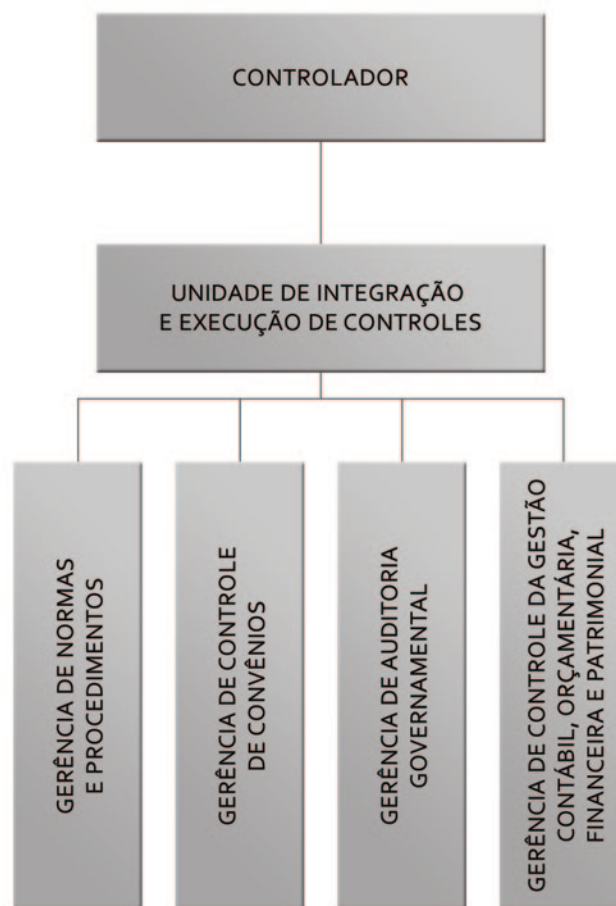 CONTROLADOR
UNIDADE DE INTEGRAÇÃO
E EXECUÇÃO DE CONTROLES
GERÊNCIA DE NORMAS
E PROCEDIMENTOS
GERÊNCIA DE CONTROLE
DE CONVÊNIOS
GERÊNCIA DE AUDITORIA
GOVERNAMENTAL
GERÊNCIA DE CONTROLE DA GESTÃO
CONTÁBIL, ORÇAMENTÁRIA,
FINANCEIRA E PATRIMONIAL